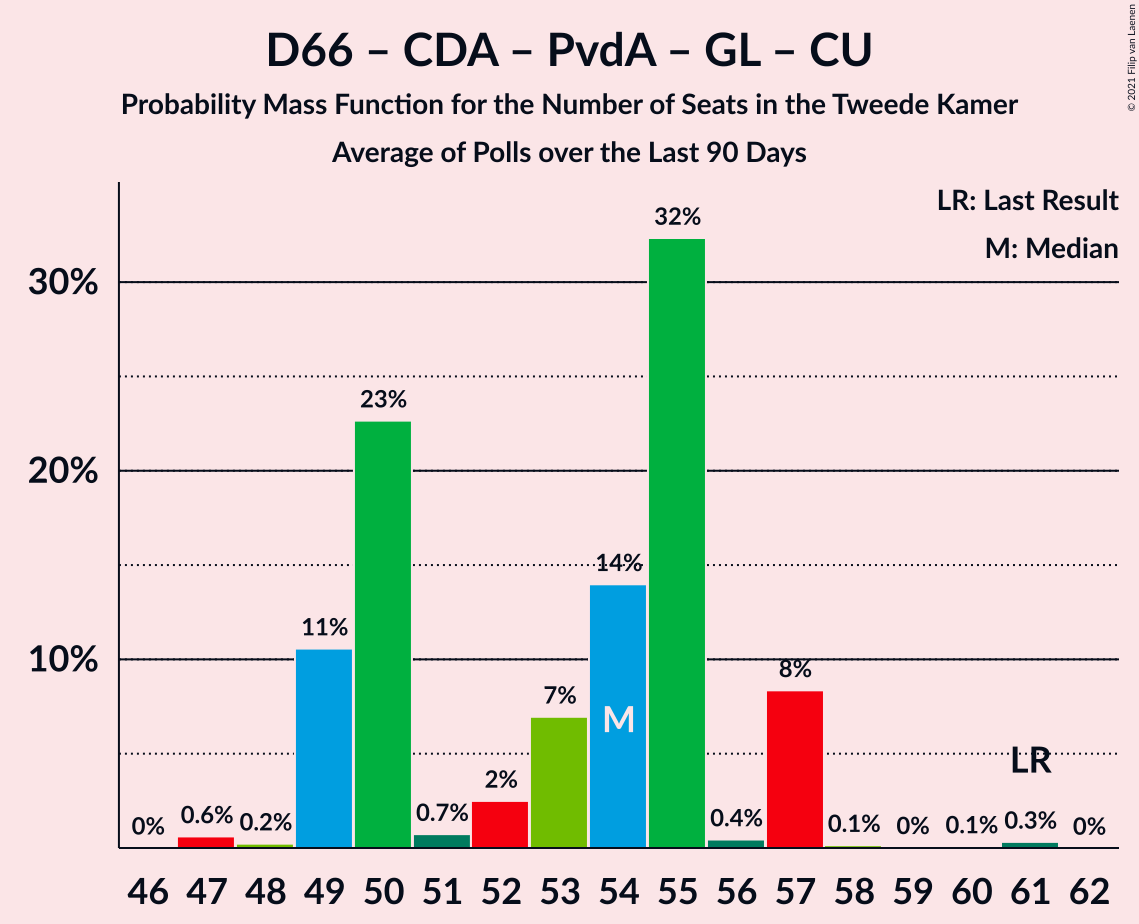 D66 – CDA – PvdA – GL – CU
Probability Mass Function for the Number of Seats in the Tweede Kamer
Average of Polls over the Last 90 Days
© 2021 Filip van Laenen
LR: Last Result
M: Median
30%
20%
10%
0%
0.6%
0.2%
11%
23%
0.7%
2%
7%
14%
32%
0.4%
8%
0.1%
0%
0.1%
0.3%
0%
M
LR
46 47 48 49 50 51 52 53 54 55 56 57 58 59 60 61 62